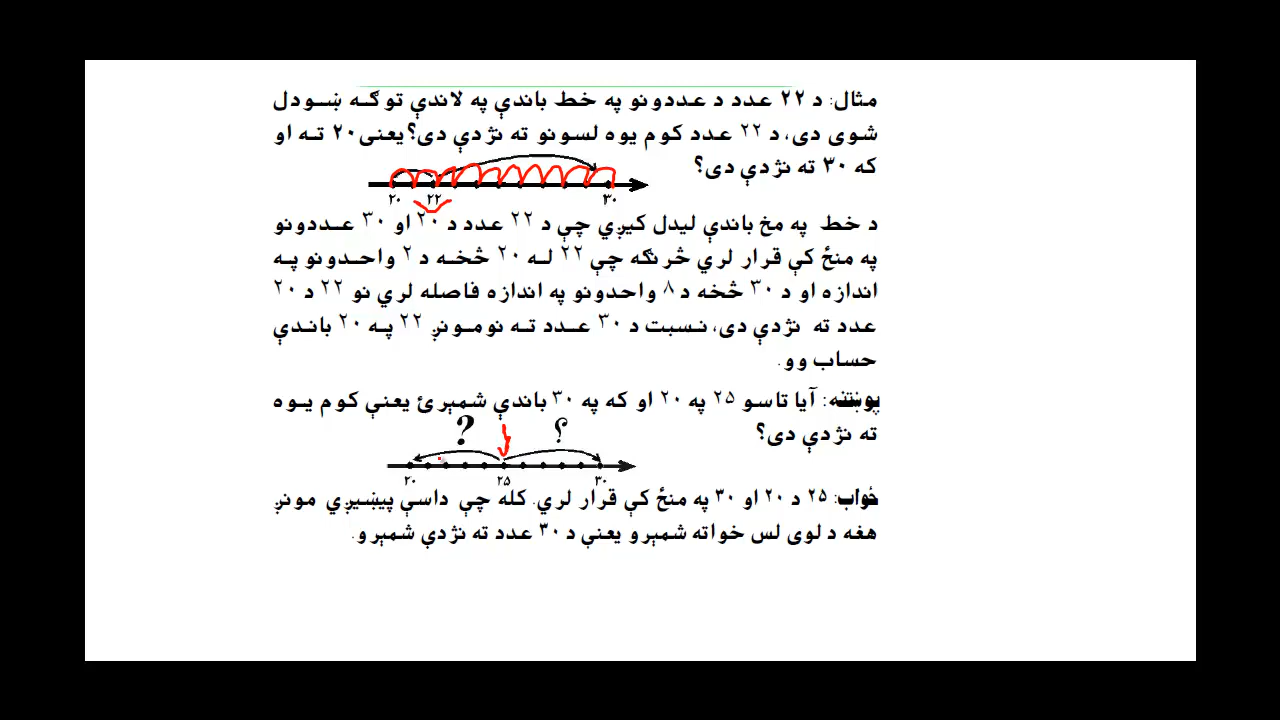 مثال: د ۲۲ عدد د عددونو په خط باندې په لاندې توګه ښودل
شوی دی، د ۲۲ عدد کوم یوه لسونو ته نژدې دی؟ یعنی ۲۰ ته او
که ۳۰ ته نژدې دی؟
۲۰ ۲۲ ۳۰
د خط په مخ باندې لیدل کیږي چې د ۲۲ عدد د ۲۰ او ۳۰ عددونو
په منځ کې قرار لري څرنګه چې ۲۲ له ۲۰ څخه د ۲ واحدونو په
اندازه او د ۳۰ څخه د ۸ واحدونو په اندازه فاصله لري نو ۲۲ د ۲۰
عدد ته نژدې دی، نسبت د ۳۰ عدد ته نو مونږ ۲۲ په ۲۰ باندې
حساب وو.
پوښتنه: آیا تاسو ۲۵ په ۲۰ او که په ۳۰ باندې شمېرئ یعنې کوم یوه
ته نژدې دی؟
? ؟
۲۰ ۲۵ ۳۰
ځواب: ۲۵ د ۲۰ او ۳۰ په منځ کې قرار لري. کله چې داسې پیښیږي مونږ
هغه د لوی لس خواته شمېرو یعنې د ۳۰ عدد ته نژدې شمېرو.